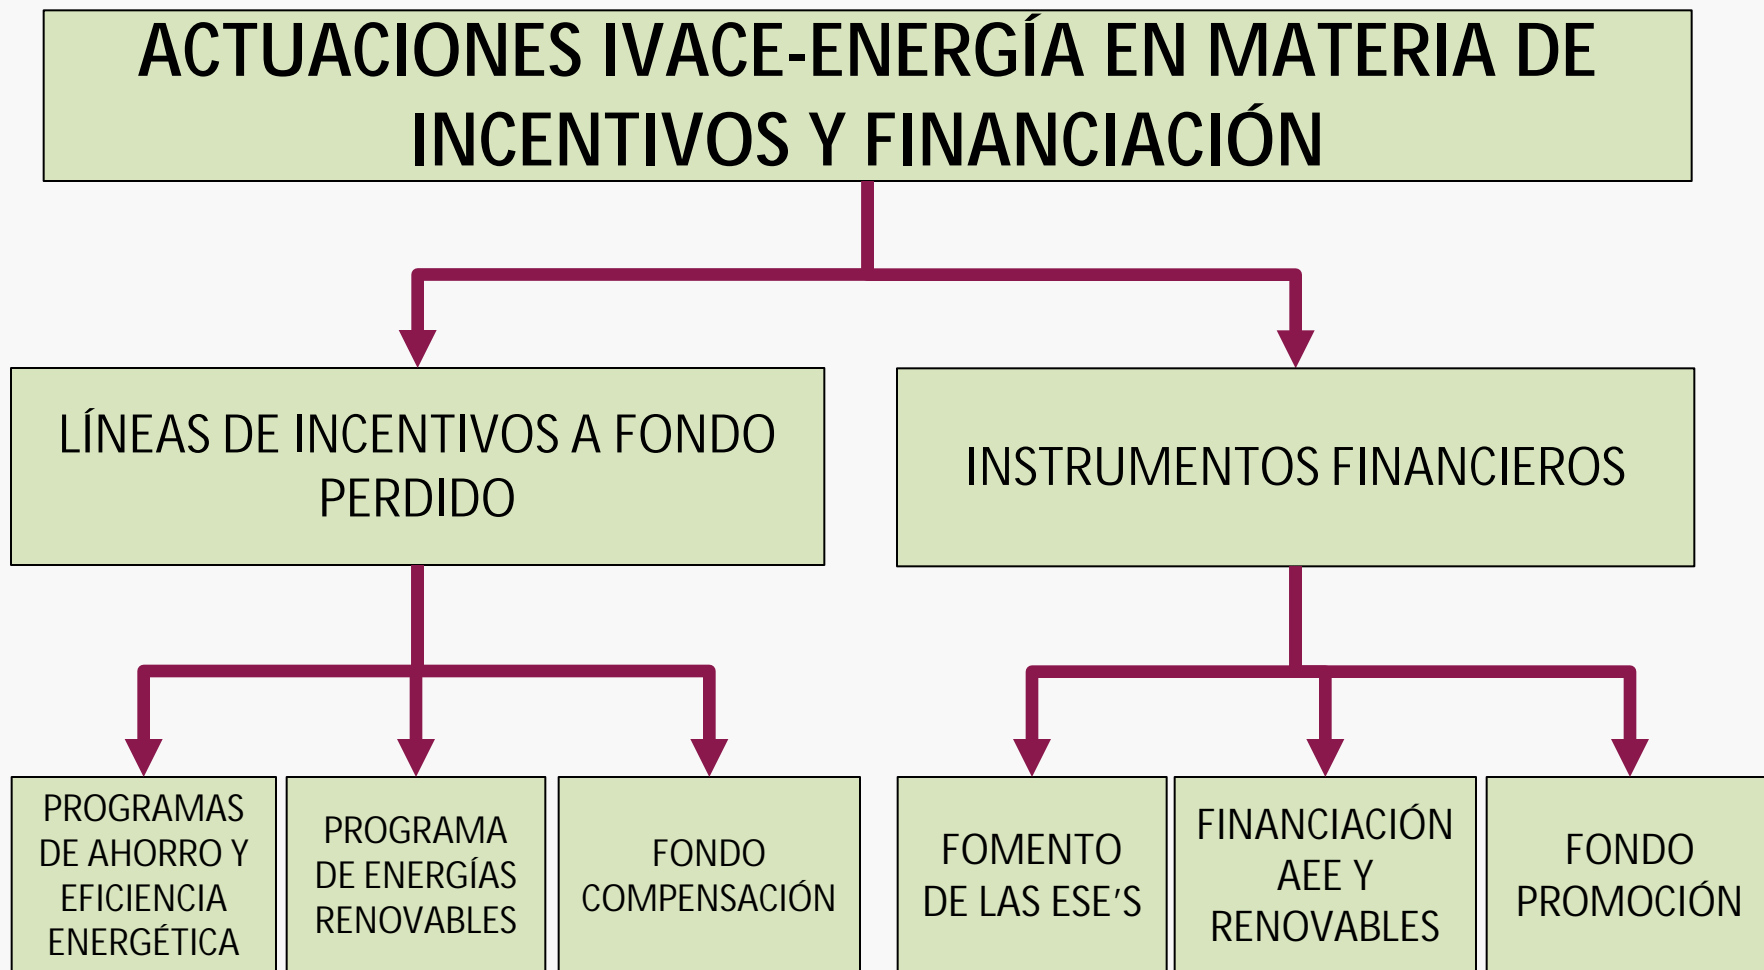 ACTUACIONES IVACE-ENERGÍA EN MATERIA DE
INCENTIVOS Y FINANCIACIÓN
LÍNEAS DE INCENTIVOS A FONDO
PERDIDO
INSTRUMENTOS FINANCIEROS
PROGRAMAS
DE AHORRO Y
EFICIENCIA
ENERGÉTICA
PROGRAMA
DE ENERGÍAS
RENOVABLES
FONDO
COMPENSACIÓN
FOMENTO
DE LAS ESE'S
FINANCIACIÓN
AEE Y
RENOVABLES
FONDO
PROMOCIÓN